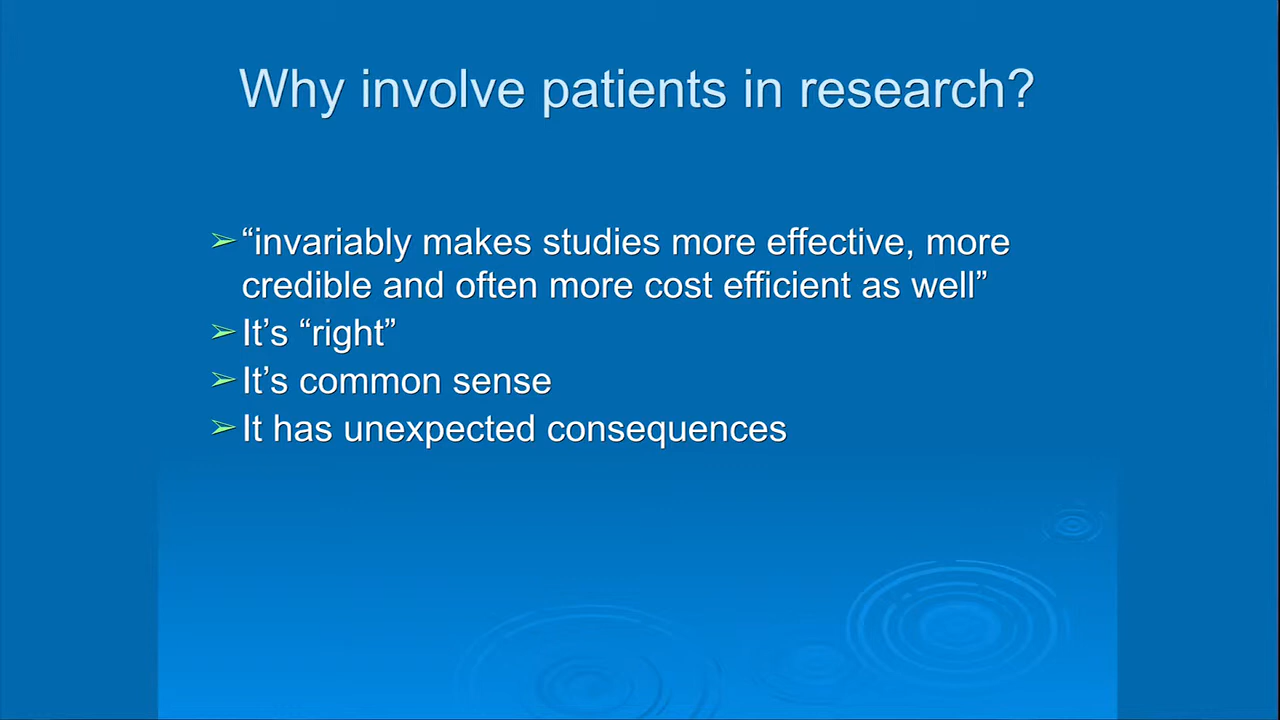 Why involve patients in research?
➢“invariably makes studies more effective, more
credible and often more cost efficient as well”
➢It’s “right”
➢It’s common sense
➢It has unexpected consequences